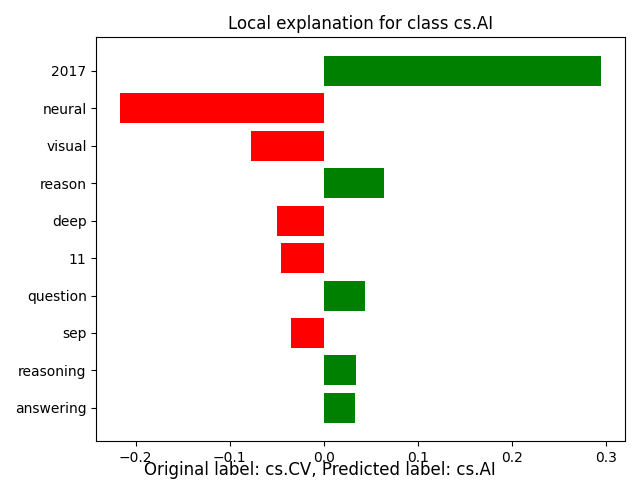 Local explanation for class cs.AI
2017
neural
visual
reason
deep
11
question
sep
reasoning
answering
−0.2 −0.1 0.0 0.1 0.2 0.3
Original label: cs.CV, Predicted label: cs.AI